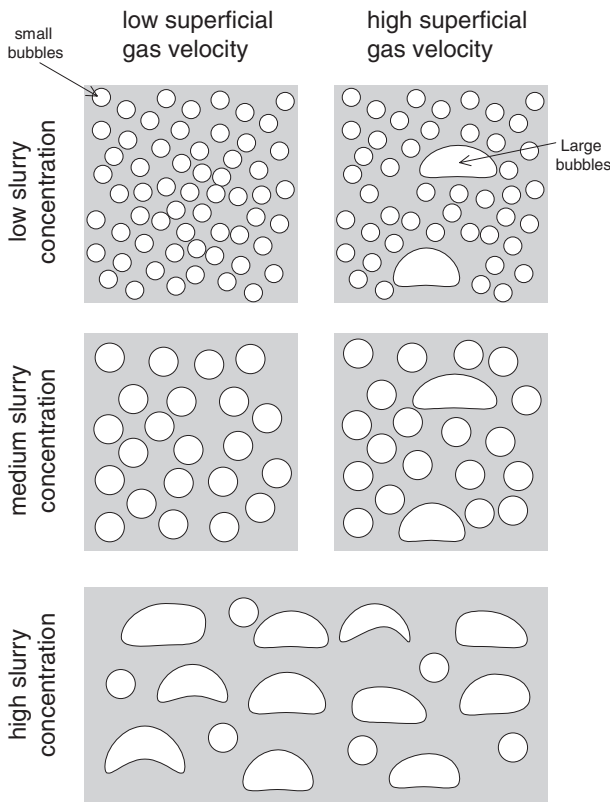 low superficial
gas velocity
high superficial
gas velocity
small
bubbles
Large
bubbles
low slurry
concentration
medium slurry
concentration
high slurry
concentration